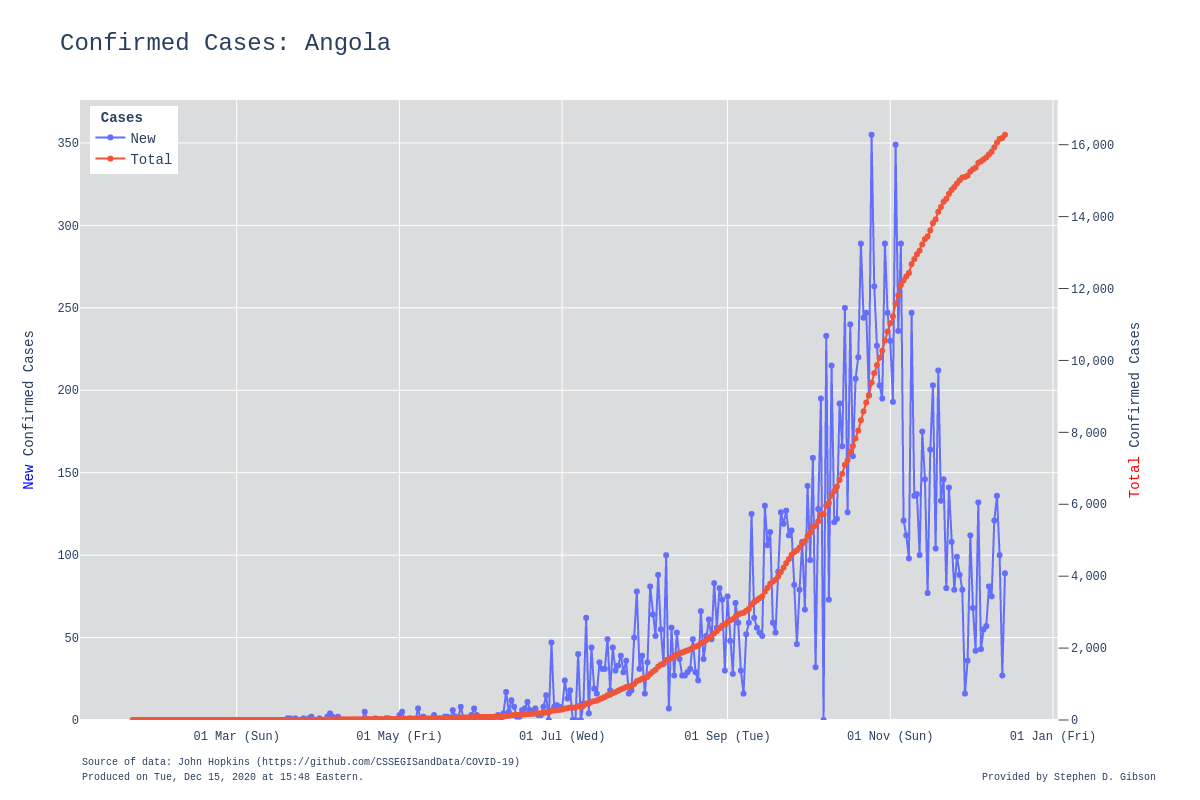 Confirmed Cases: Angola
Cases
New
Total
350
300
250
200
150
100
50
0
16,000
14,000
12,000
10,000
8,000
6,000
4,000
2,000
0
New Confirmed Cases
Total Confirmed Cases
01 Mar (Sun)
01 May (Fri)
01 Jul (Wed)
01 Sep (Tue)
01 Nov (Sun)
01 Jan (Fri)
Source of data: John Hopkins (https://github.com/CSSEGISandData/COVID-19)
Produced on Tue, Dec 15, 2020 at 15:48 Eastern.
Provided by Stephen D. Gibson